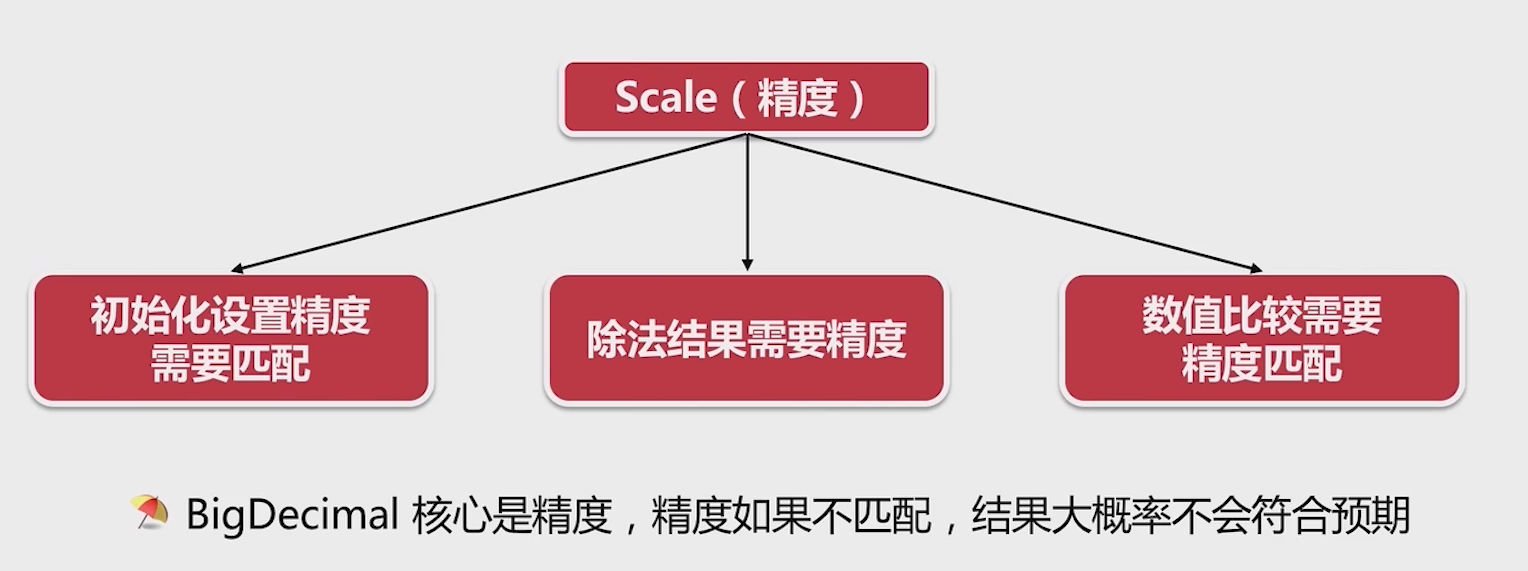 Scale（精度）
初始化设置精度
需要匹配
除法结果需要精度
数值比较需要
精度匹配
BigDecimal 核心是精度，精度如果不匹配，结果大概率不会符合预期